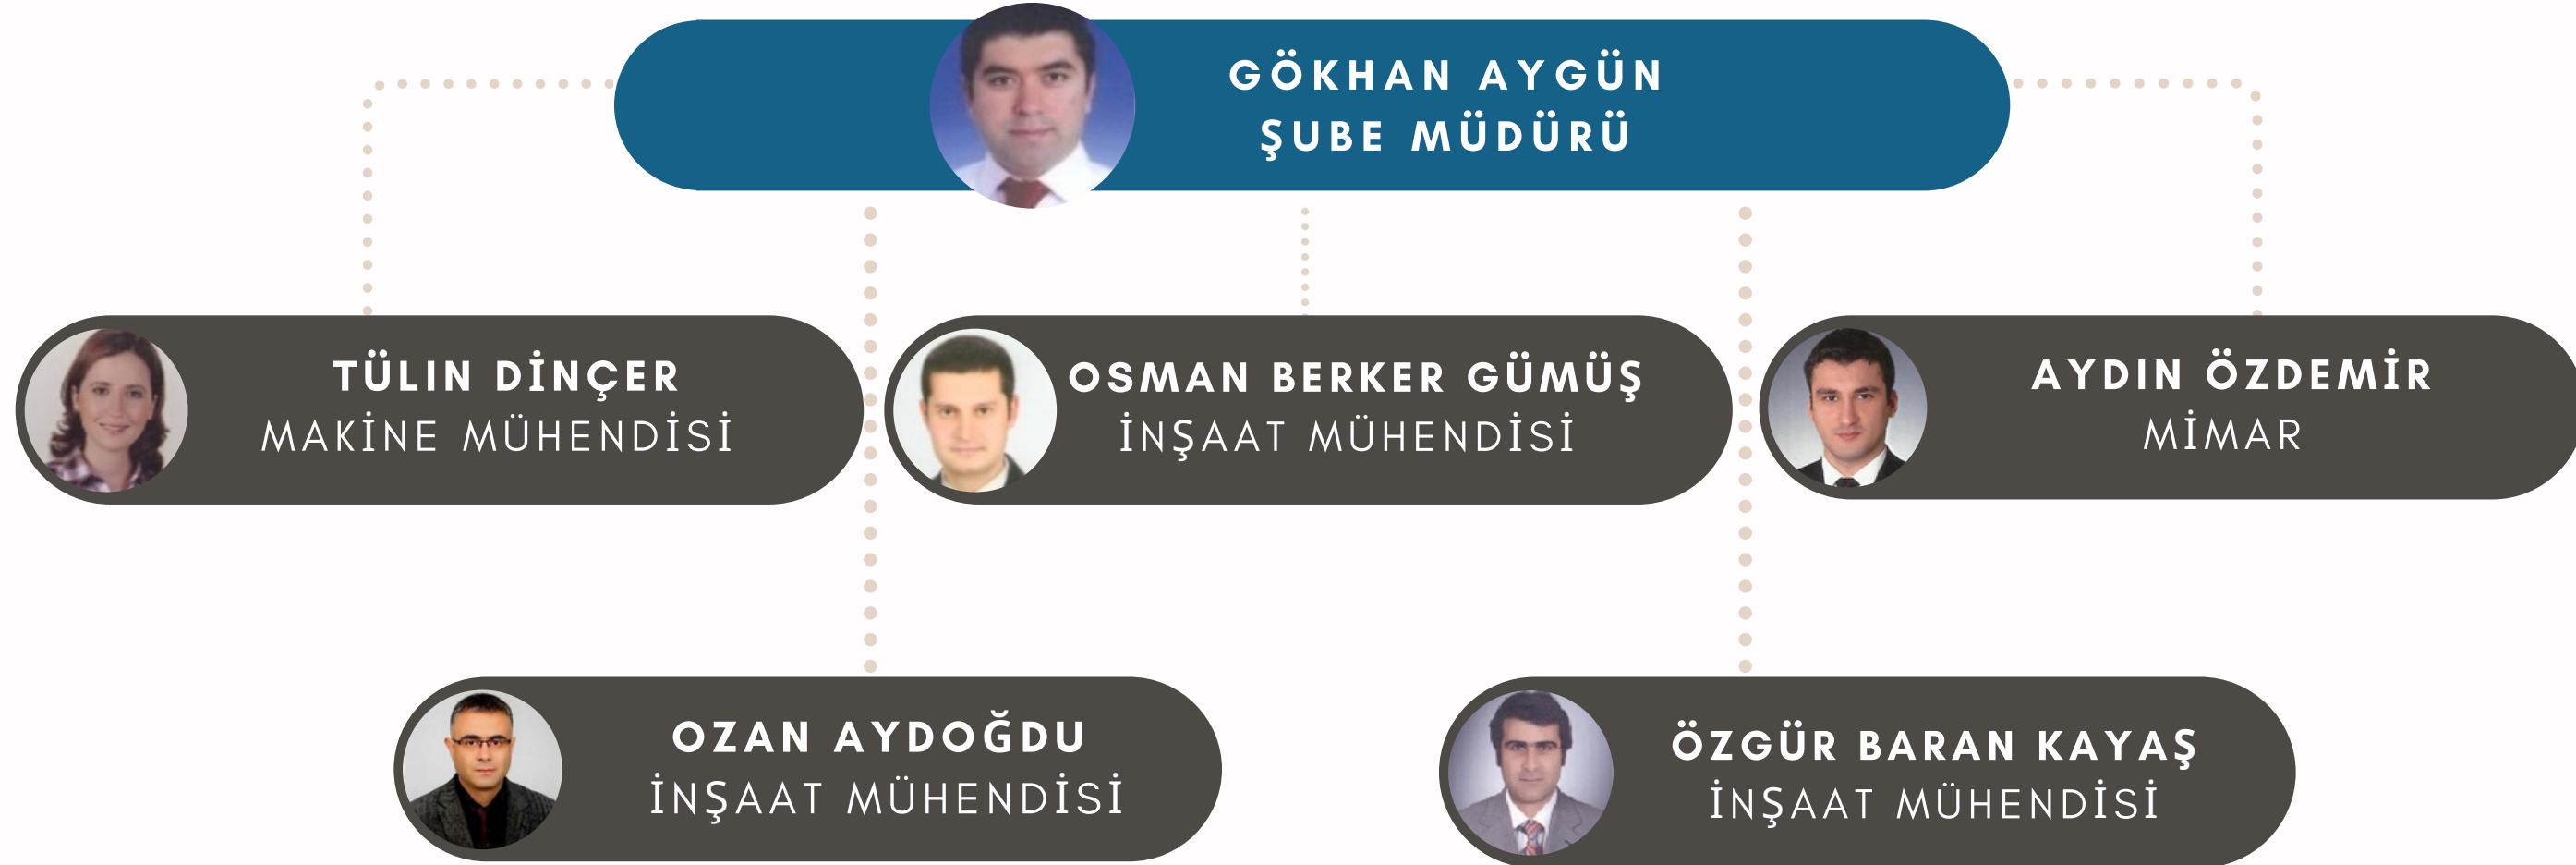 GÖKHAN AYGÜN
ŞUBE MÜDÜRÜ
TÜLIN DİNÇER
MAKİNE MÜHENDİSİ
OSMAN BERKER GÜMÜŞ
İNŞAAT MÜHENDİSİ
AYDIN ÖZDEMİR
MİMAR
OZAN AYDOĞDU
İNŞAAT MÜHENDİSİ
ÖZGÜR BARAN KAYAŞ
İNŞAAT MÜHENDİSİ